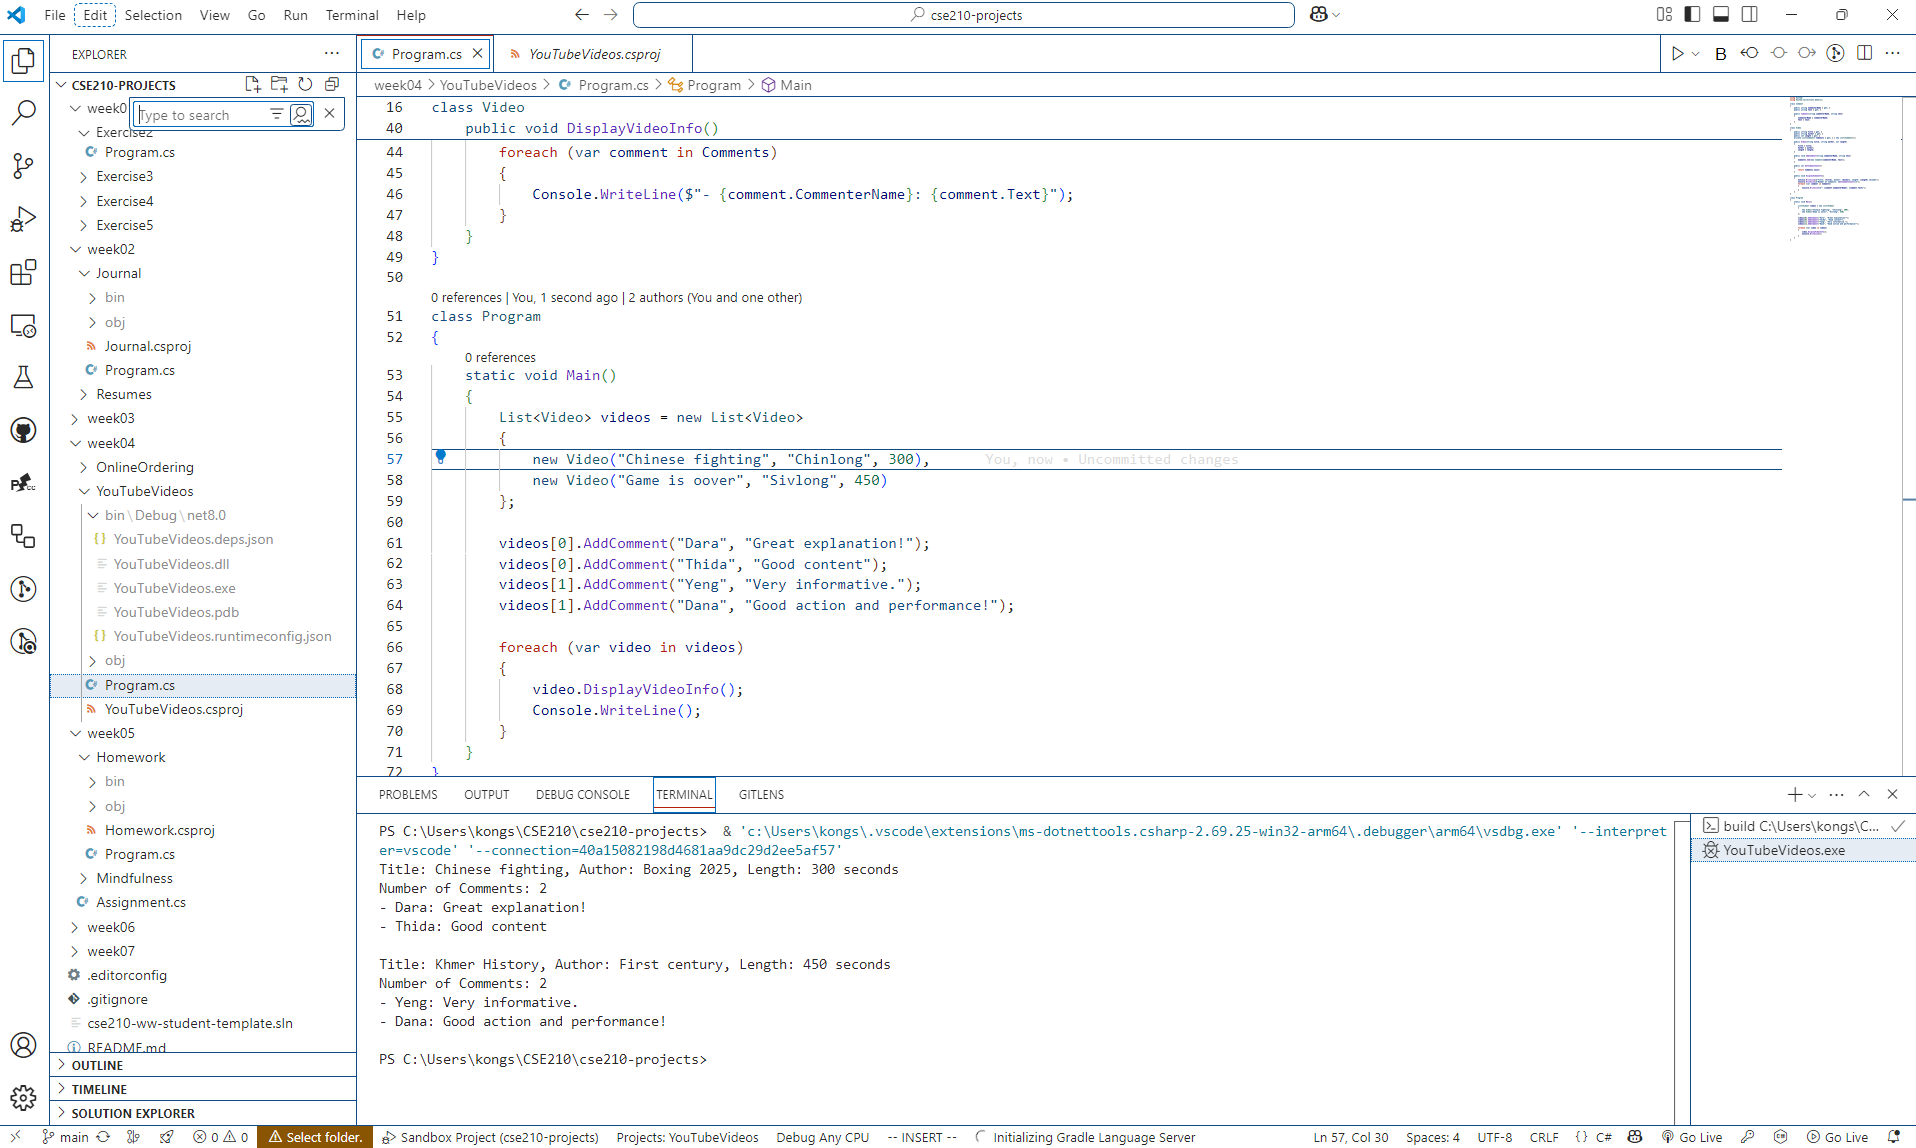 File Edit Selection View Go Run Terminal Help
cse210-projects
EXPLORER
CSE210-PROJECTS
week0
Type to search
Exercise2
Program.cs
Exercise3
Exercise4
Exercise5
week02
Journal
bin
obj
Journal.csproj
Program.cs
Resumes
week03
week04
OnlineOrdering
YouTubeVideos
bin\Debug\net8.0
YouTubeVideos.deps.json
YouTubeVideos.dll
YouTubeVideos.exe
YouTubeVideos.pdb
YouTubeVideos.runtimeconfig.json
obj
Program.cs
YouTubeVideos.csproj
week05
Homework
bin
obj
Homework.csproj
Program.cs
Mindfulness
Assignment.cs
week06
week07
.editorconfig
.gitignore
cse210-ww-student-template.sln
README.md
OUTLINE
TIMELINE
SOLUTION EXPLORER
Program.cs YouTubeVideos.csproj
B
week04 > YouTubeVideos > Program.cs > Program > Main
16 class Video
40 public void DisplayVideoInfo()
44 foreach (var comment in Comments)
45 {
46 Console.WriteLine($"- {comment.CommenterName}: {comment.Text}");
47 }
48 }
49 }
50
0 references | You, 1 second ago | 2 authors (You and one other)
51 class Program
52 {
0 references
53 static void Main()
54 {
55 List<Video> videos = new List<Video>
56 {
57 new Video("Chinese fighting", "Chinlong", 300), You, now • Uncommitted changes
58 new Video("Game is oover", "Sivlong", 450)
59 };
60
61 videos[0].AddComment("Dara", "Great explanation!");
62 videos[0].AddComment("Thida", "Good content");
63 videos[1].AddComment("Yeng", "Very informative.");
64 videos[1].AddComment("Dana", "Good action and performance!");
65
66 foreach (var video in videos)
67 {
68 video.DisplayVideoInfo();
69 Console.WriteLine();
70 }
71 }
72 }
PROBLEMS OUTPUT DEBUG CONSOLE TERMINAL GITLENS
PS C:\Users\kongs\CSE210\cse210-projects> & 'c:\Users\kongs\.vscode\extensions\ms-dotnettools.csharp-2.69.25-win32-arm64\.debugger\arm64\vsdbg.exe' '--interpret
er=vscode' '--connection=40a15082198d4681aa9dc29d2ee5af57'
Title: Chinese fighting, Author: Boxing 2025, Length: 300 seconds
Number of Comments: 2
- Dara: Great explanation!
- Thida: Good content
Title: Khmer History, Author: First century, Length: 450 seconds
Number of Comments: 2
- Yeng: Very informative.
- Dana: Good action and performance!
PS C:\Users\kongs\CSE210\cse210-projects>
build C:\Users\kongs\C...
YouTubeVideos.exe
main 0 0 Select folder. Sandbox Project (cse210-projects) Projects: YouTubeVideos Debug Any CPU -- INSERT -- Initializing Gradle Language Server Ln 57, Col 30 Spaces: 4 UTF-8 CRLF {} C# Go Live Go Live